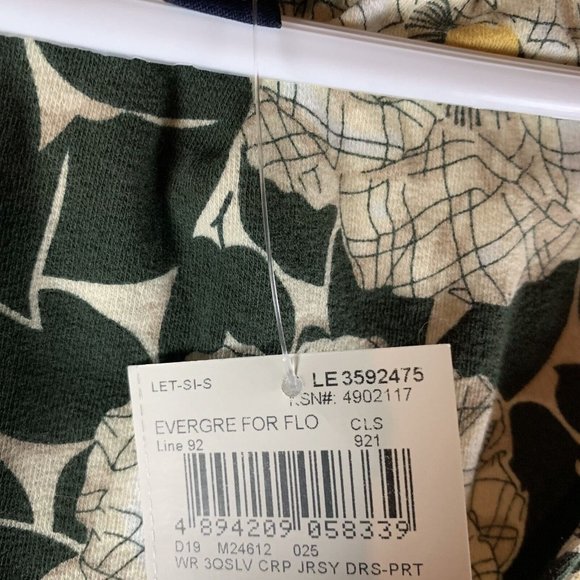 LET-SI-S LE 3592475
KSN#: 4902117
EVERGRE FOR FLO CLS
Line 92 921
4 894209 058339
D19 M24612 025
WR 3QSLV CRP JRSY DRS-PRT